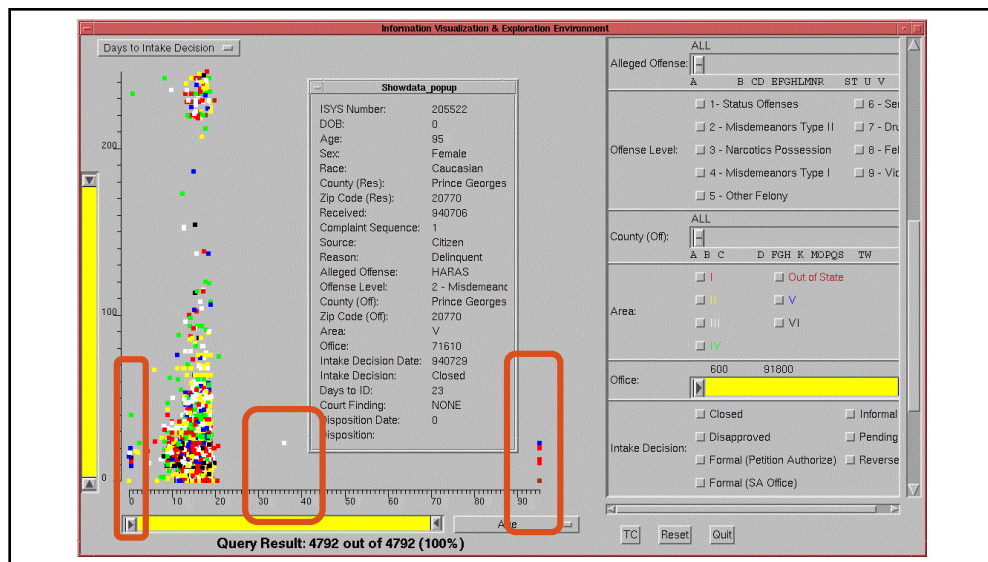 Information Visualization & Exploration Environment
Days to Intake Decision
200
100
0
0 10 20 30 40 50 60 70 80 90
Age
Query Result: 4792 out of 4792 (100%)
Showdata_popup
ISYS Number: 205522
DOB: 0
Age: 95
Sex: Female
Race: Caucasian
County (Res): Prince Georges
Zip Code (Res): 20770
Received: 940706
Complaint Sequence: 1
Source: Citizen
Reason: Delinquent
Alleged Offense: HARAS
Offense Level: 2 - Misdemeanc
County (Off): Prince Georges
Zip Code (Off): 20770
Area: V
Office: 71610
Intake Decision Date: 940729
Intake Decision: Closed
Days to ID: 23
Court Finding: NONE
Disposition Date: 0
Disposition:
ALL
Alleged Offense:
A B CD EFGHLMNR ST U V
1- Status Offenses 6 - Se
2 - Misdemeanors Type II 7 - Dr
Offense Level: 3 - Narcotics Possession 8 - Fel
4 - Misdemeanors Type I 9 - Vic
5 - Other Felony
ALL
County (Off):
A B C D FGH K MOPQS TW
I Out of State
II V
Area: III VI
IV
600 91800
Office:
Closed Informal
Disapproved Pending
Intake Decision: Formal (Petition Authorize) Reverse
Formal (SA Office)
TC Reset Quit